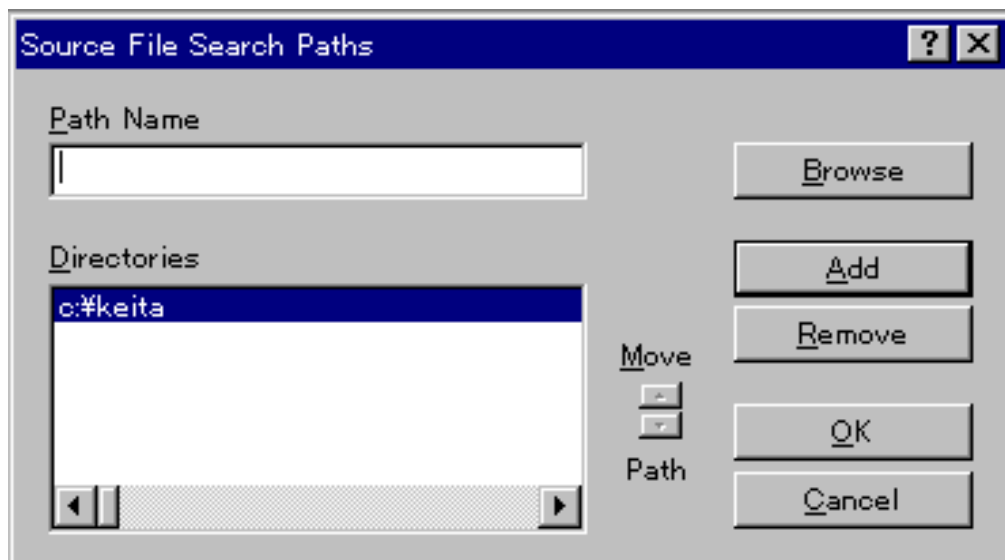 Source File Search Paths
Path Name
Browse
Directories
Add
c:¥keita
Remove
Move
Path
OK
Cancel